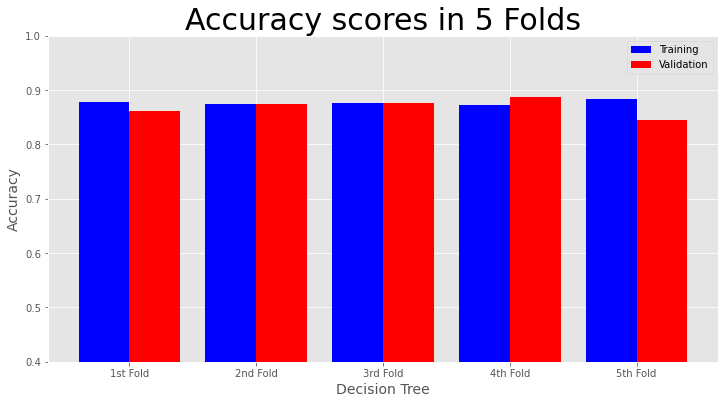 Accuracy scores in 5 Folds
Training
Validation
Accuracy
1.0
0.9
0.8
0.7
0.6
0.5
0.4
1st Fold 2nd Fold 3rd Fold 4th Fold 5th Fold
Decision Tree